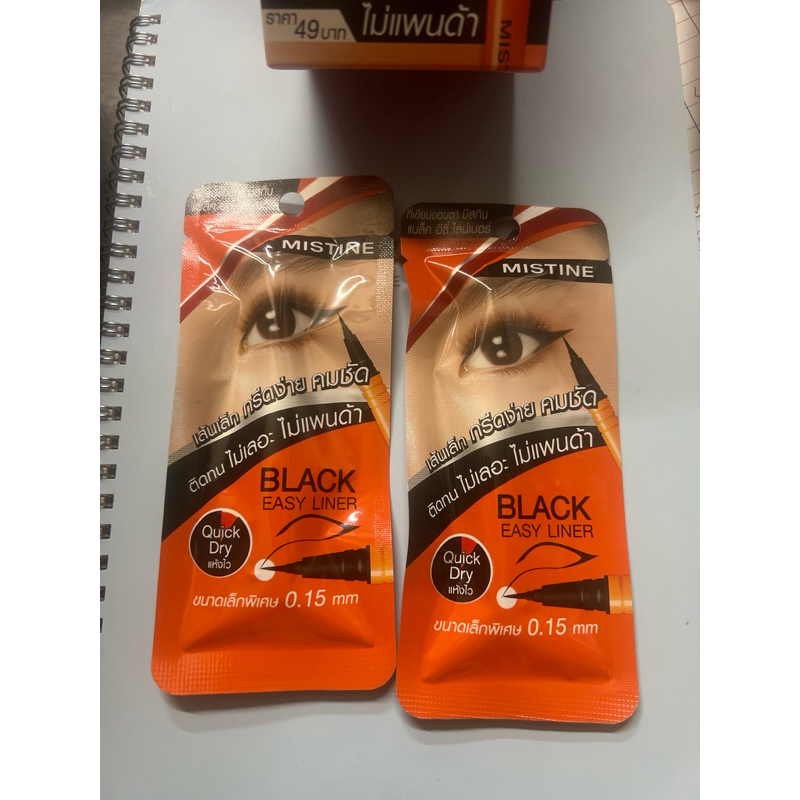 ราคา 49 บาท
ไม่แพนด้า
MIS
มิสทิน
MISTINE
เส้นเล็ก กรีดง่าย คมชัด
ติดทน ไม่เลอะ ไม่แพนด้า
BLACK
EASY LINER
Quick
Dry
แห้งไว
ขนาดเล็กพิเศษ 0.15 mm
ที่เขียนขอบตา มิสทิน
แบล็ค อีซี่ ไลน์เนอร์
MISTINE
เส้นเล็ก กรีดง่าย คมชัด
ติดทน ไม่เลอะ ไม่แพนด้า
BLACK
EASY LINER
Quick
Dry
แห้งไว
ขนาดเล็กพิเศษ 0.15 mm